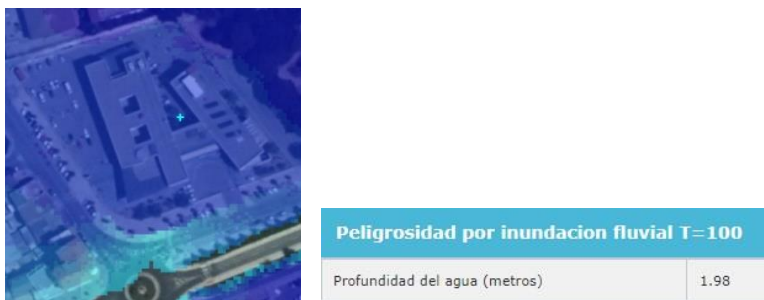 Peligrosidad por inundacion fluvial T=100
Profundidad del agua (metros) 1.98